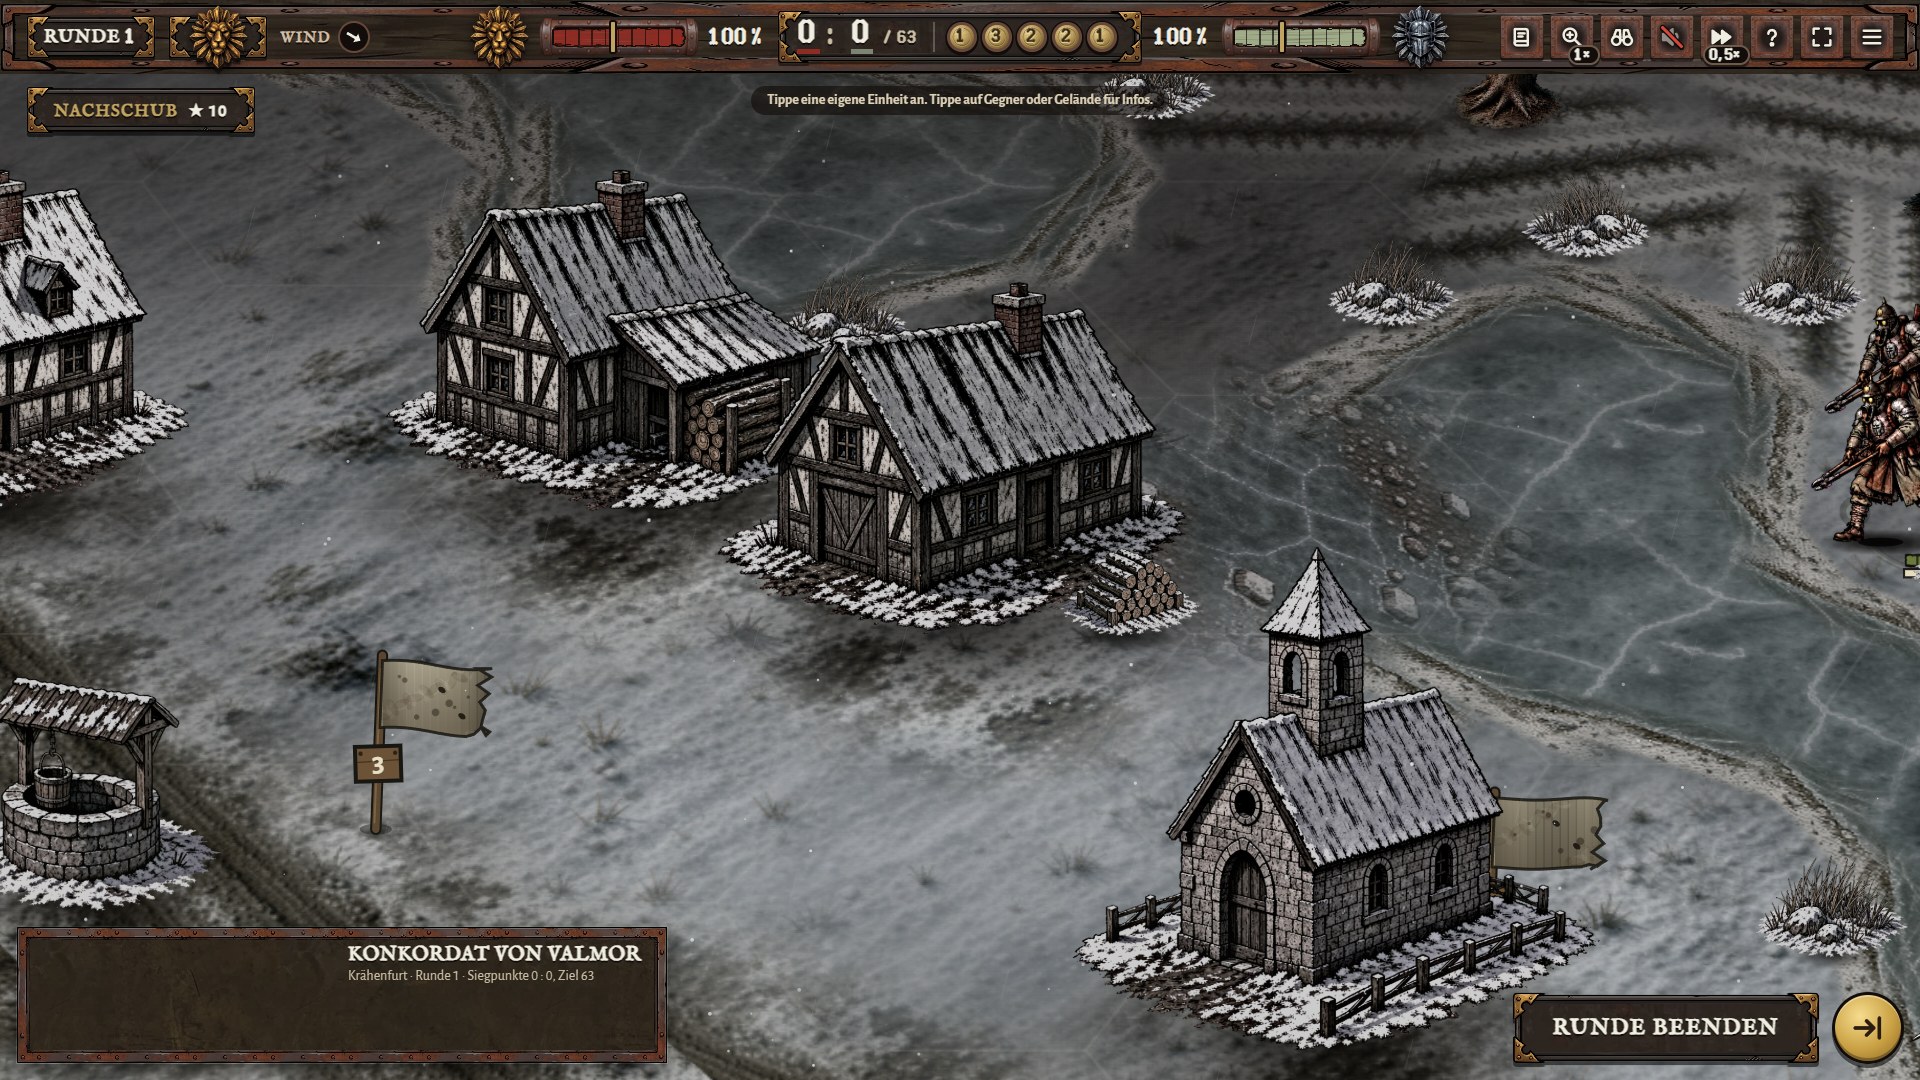 RUNDE 1
WIND
100%
0 : 0 / 63
1 3 2 2 1
100%
1×
0,5×
?
NACHSCHUB ★ 10
Tippe eine eigene Einheit an. Tippe auf Gegner oder Gelände für Infos.
3
KONKORDAT VON VALMOR
Krähenfurt · Runde 1 · Siegpunkte 0 : 0, Ziel 63
RUNDE BEENDEN